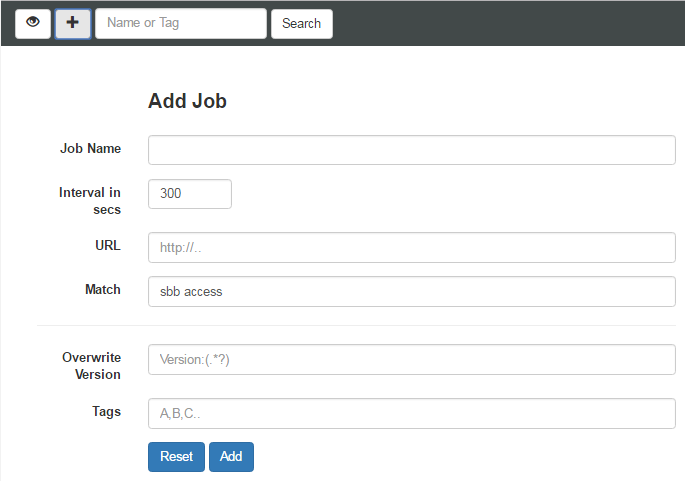 Name or Tag Search
Add Job
Job Name
Interval in
secs
300
URL
http://..
Match
sbb access
Overwrite
Version
Version:(.*?)
Tags
A,B,C..
Reset Add